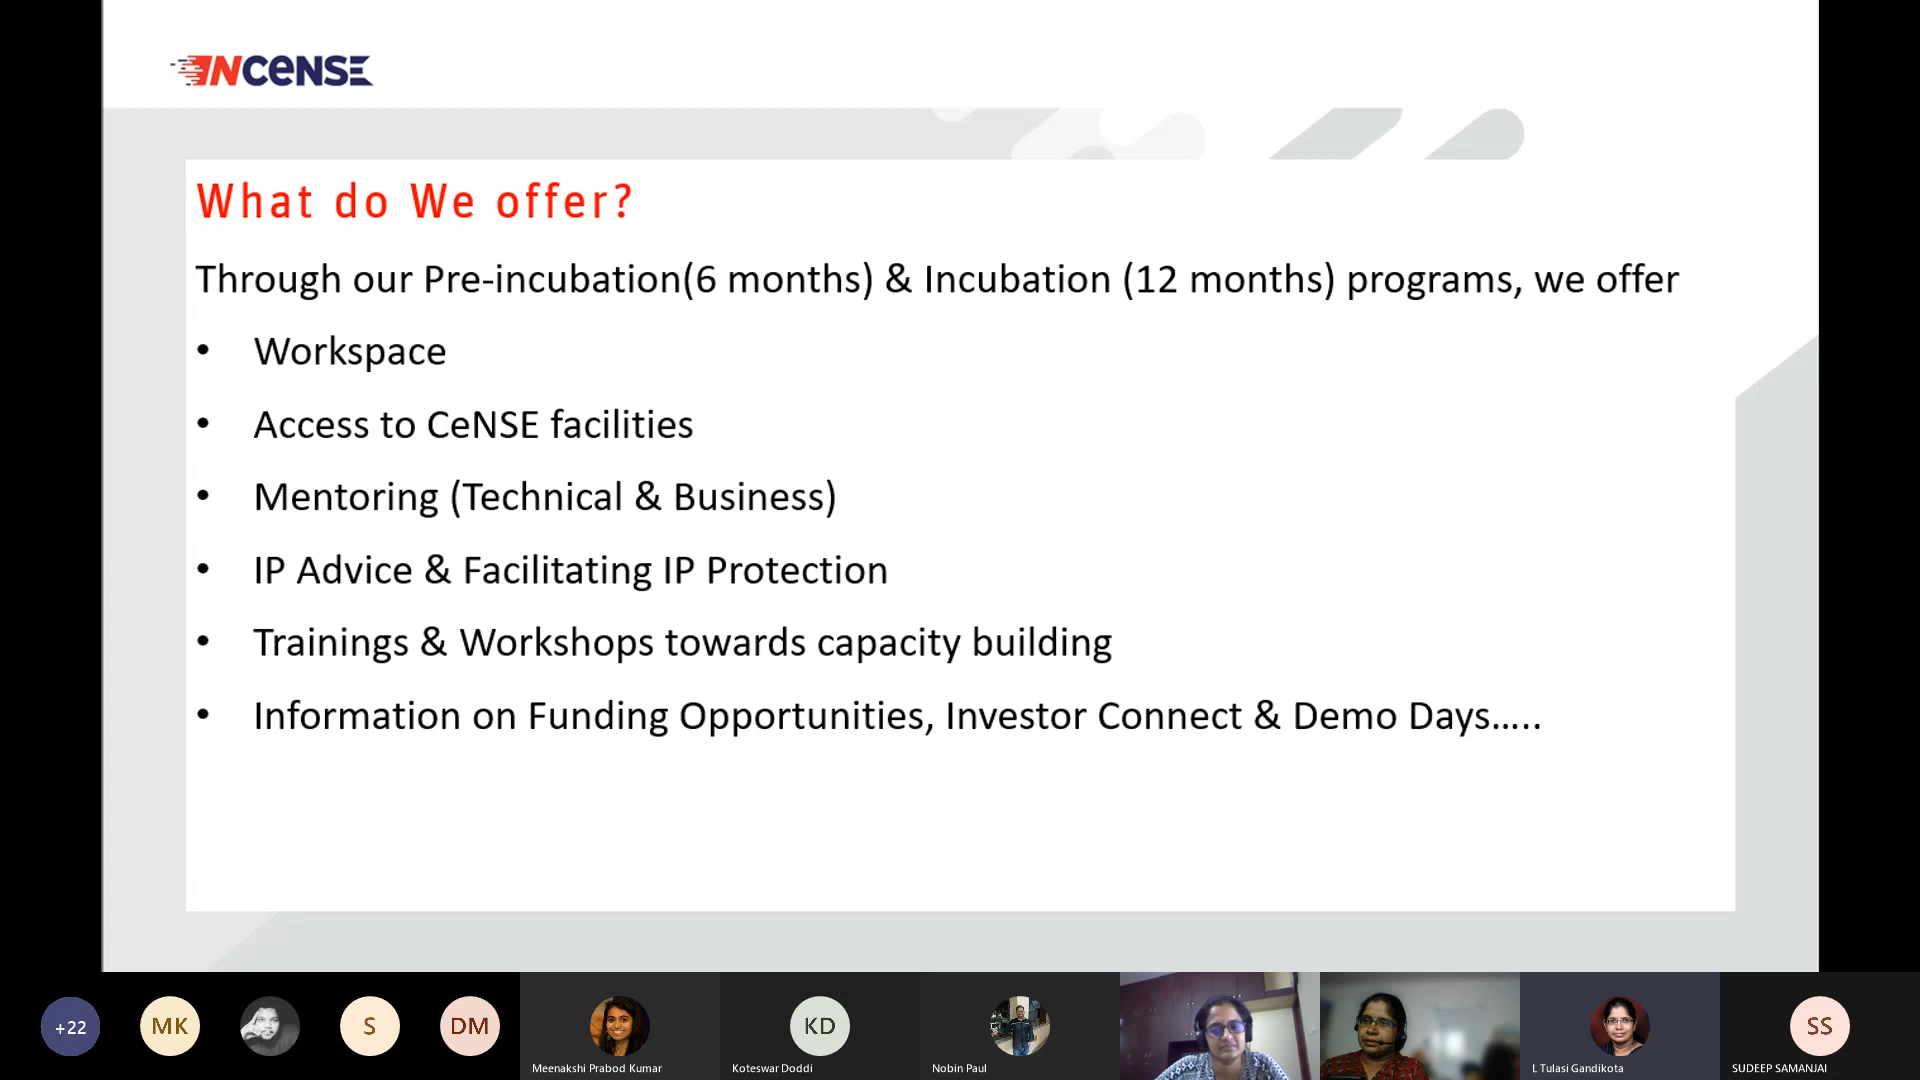 INCENSE
What do We offer?
Through our Pre-incubation(6 months) & Incubation (12 months) programs, we offer
• Workspace
• Access to CeNSE facilities
• Mentoring (Technical & Business)
• IP Advice & Facilitating IP Protection
• Trainings & Workshops towards capacity building
• Information on Funding Opportunities, Investor Connect & Demo Days.....
+22
MK
S
DM
KD
SS
Meenakshi Prabod Kumar
Koteswar Doddi
Nobin Paul
L Tulasi Gandikota
SUDEEP SAMANJAI